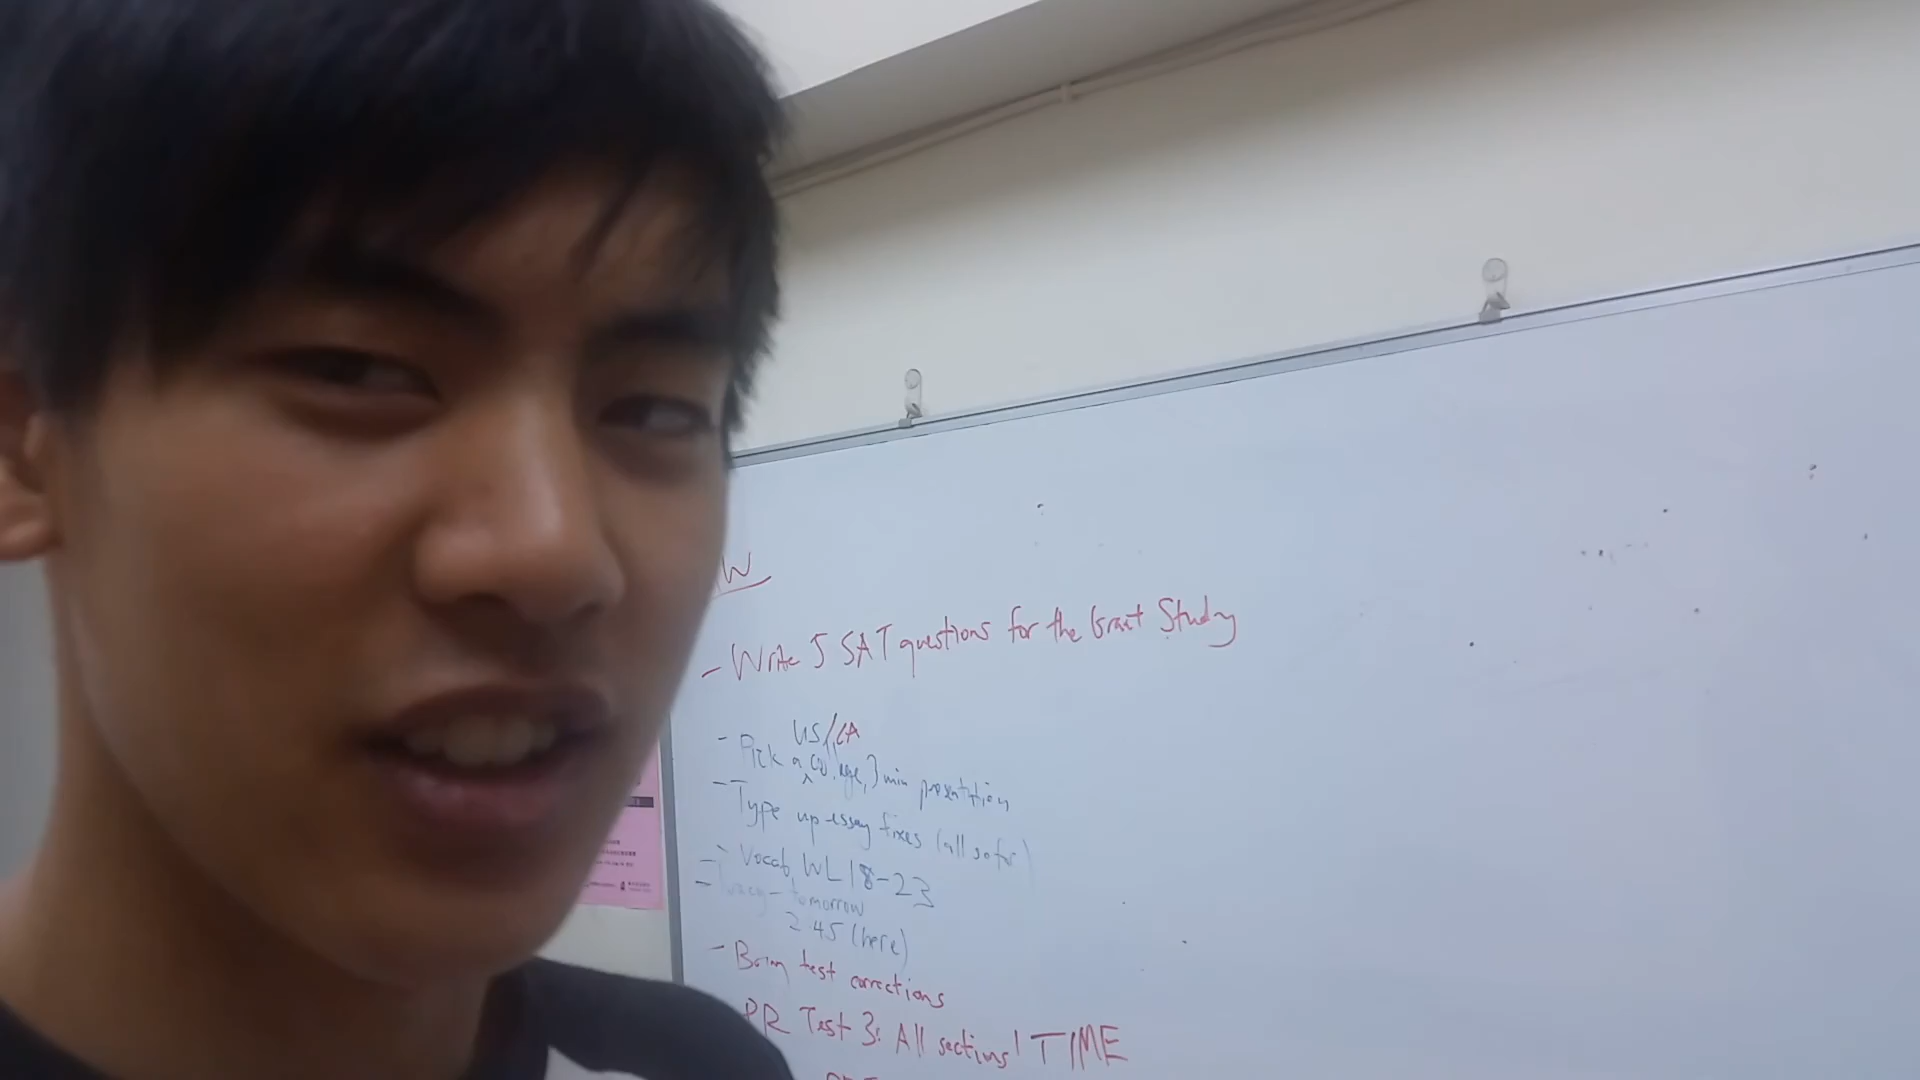 W
- Write 5 SAT questions for the Grant Study
US/CA
- Pick a College, 3 min presentation
- Type up essay fixes (all so far)
- Vocab, WL 18-23
tomorrow
2:45 (here)
- test corrections
PR Test 3: All sections! TIME